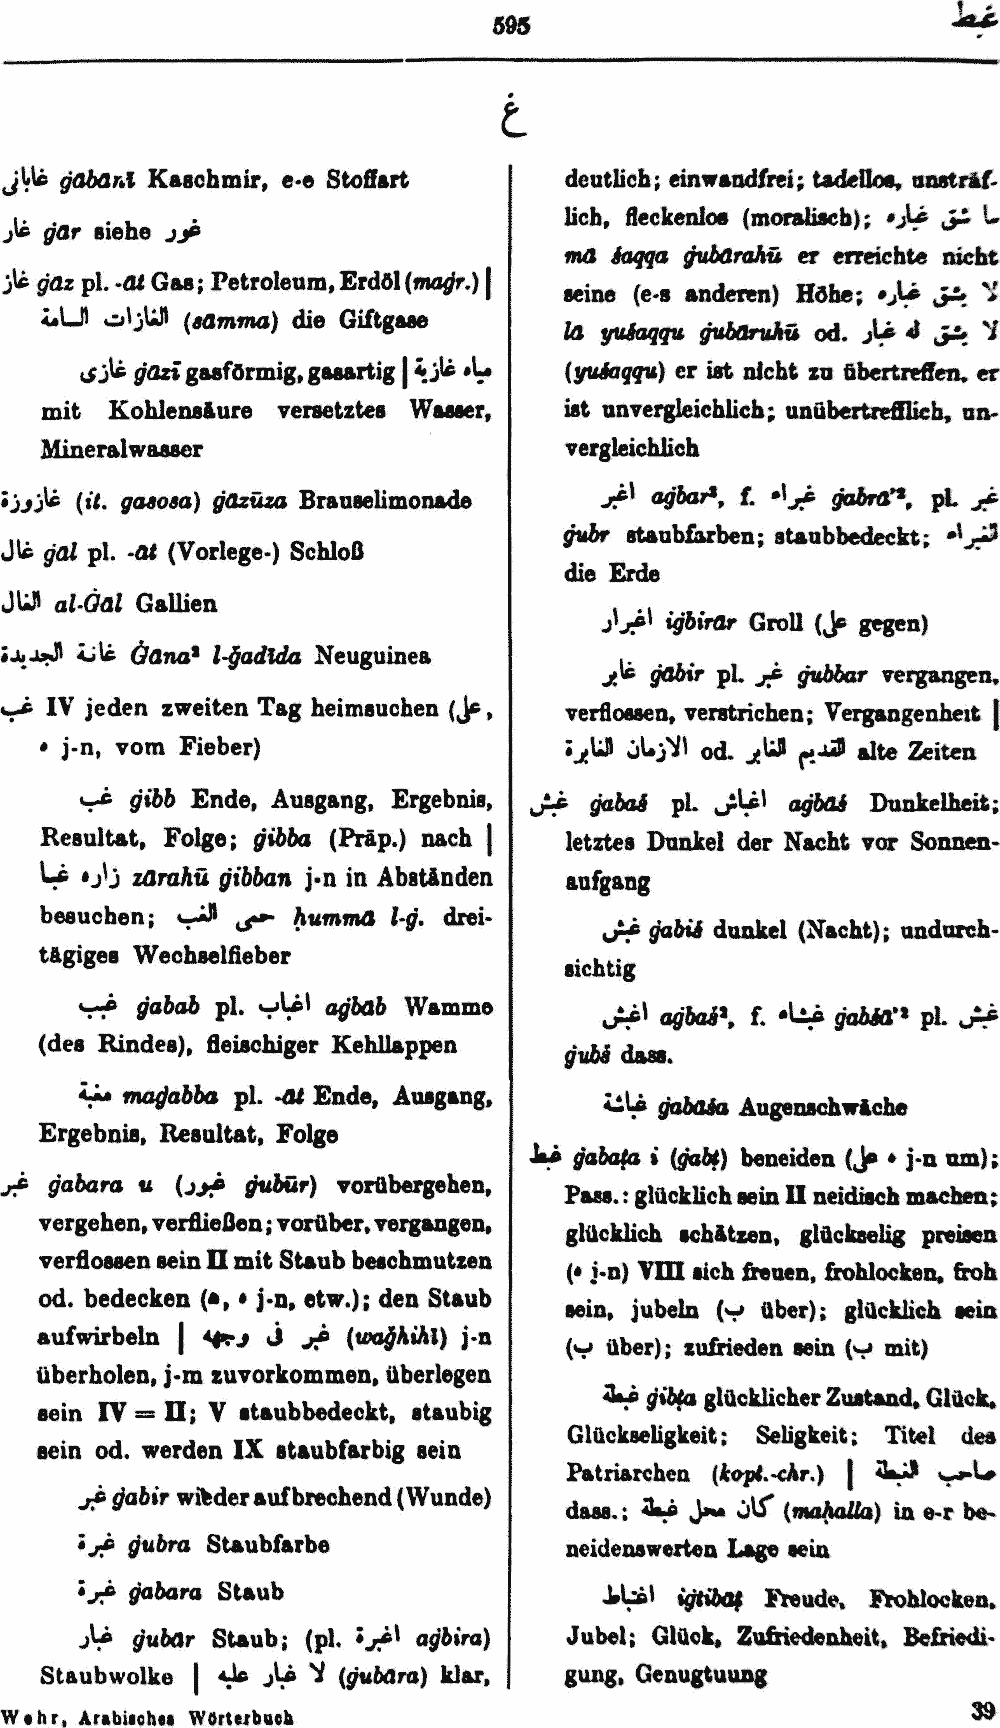 595
غبط
غ
غاباني ġabānī Kaschmir, e-e Stoffart
غار ġār siehe غور
غاز ġāz pl. -āt Gas; Petroleum, Erdöl (maġr.) |
الغازات السامة (sāmma) die Giftgase
غازى ġāzī gasförmig, gasartig | مياه غازية
mit Kohlensäure versetztes Wasser,
Mineralwasser
غازوزة (it. gasosa) ġāzūza Brauselimonade
غال ġāl pl. -āt (Vorlege-) Schloß
الغال al-Ġāl Gallien
غانة الجديدة Ġāna² l-ǧadīda Neuguinea
غب IV jeden zweiten Tag heimsuchen (على,
ه j-n, vom Fieber)
غب ġibb Ende, Ausgang, Ergebnis,
Resultat, Folge; ġibba (Präp.) nach |
زاره غبا zārahū ġibban j-n in Abständen
besuchen; حمى الغب ḥummā l-ġ. drei-
tägiges Wechselfieber
غبب ġabab pl. اغباب aġbāb Wamme
(des Rindes), fleischiger Kehllappen
مغبة maġabba pl. -āt Ende, Ausgang,
Ergebnis, Resultat, Folge
غبر ġabara u (غبور ġubūr) vorübergehen,
vergehen, verfließen; vorüber, vergangen,
verflossen sein II mit Staub beschmutzen
od. bedecken (ه, ه j-n, etw.); den Staub
aufwirbeln | غبر فى وجهه (waǧhihī) j-n
überholen, j-m zuvorkommen, überlegen
sein IV = II; V staubbedeckt, staubig
sein od. werden IX staubfarbig sein
غبر ġabir wieder aufbrechend (Wunde)
غبرة ġubra Staubfarbe
غبرة ġabara Staub
غبار ġubār Staub; (pl. اغبرة aġbira)
Staubwolke | لا غبار عليه (ġubāra) klar,
deutlich; einwandfrei; tadellos, unsträf-
lich, fleckenlos (moralisch); ما شق غباره
mā šaqqa ġubārahū er erreichte nicht
seine (e-s anderen) Höhe; لا يشق غباره
lā yušaqqu ġubāruhū od. لا يشق له غبار
(yušaqqu) er ist nicht zu übertreffen, er
ist unvergleichlich; unübertrefflich, un-
vergleichlich
اغبر aġbar², f. غبراء ġabrā’², pl. غبر
ġubr staubfarben; staubbedeckt; الغبراء
die Erde
اغبرار iġbirār Groll (على gegen)
غابر ġābir pl. غبر ġubbar vergangen,
verflossen, verstrichen; Vergangenheit |
الازمان الغابرة od. القديم الغابر alte Zeiten
غبش ġabaš pl. اغباش aġbāš Dunkelheit;
letztes Dunkel der Nacht vor Sonnen-
aufgang
غبش ġabiš dunkel (Nacht); undurch-
sichtig
اغبش aġbaš², f. غبشاء ġabšā’² pl. غبش
ġubš dass.
غباشة ġabāša Augenschwäche
غبط ġabaṭa i (ġabṭ) beneiden (ه على j-n um);
Pass.: glücklich sein II neidisch machen;
glücklich schätzen, glückselig preisen
(ه j-n) VIII sich freuen, frohlocken, froh
sein, jubeln (ب über); glücklich sein
(ب über); zufrieden sein (ب mit)
غبطة ġibṭa glücklicher Zustand, Glück,
Glückseligkeit; Seligkeit; Titel des
Patriarchen (kopt.-chr.) | صاحب الغبطة
dass.; كان محل غبطة (maḥalla) in e-r be-
neidenswerten Lage sein
اغتباط iġtibāṭ Freude, Frohlocken,
Jubel; Glück, Zufriedenheit, Befriedi-
gung, Genugtuung
Wehr, Arabisches Wörterbuch
39